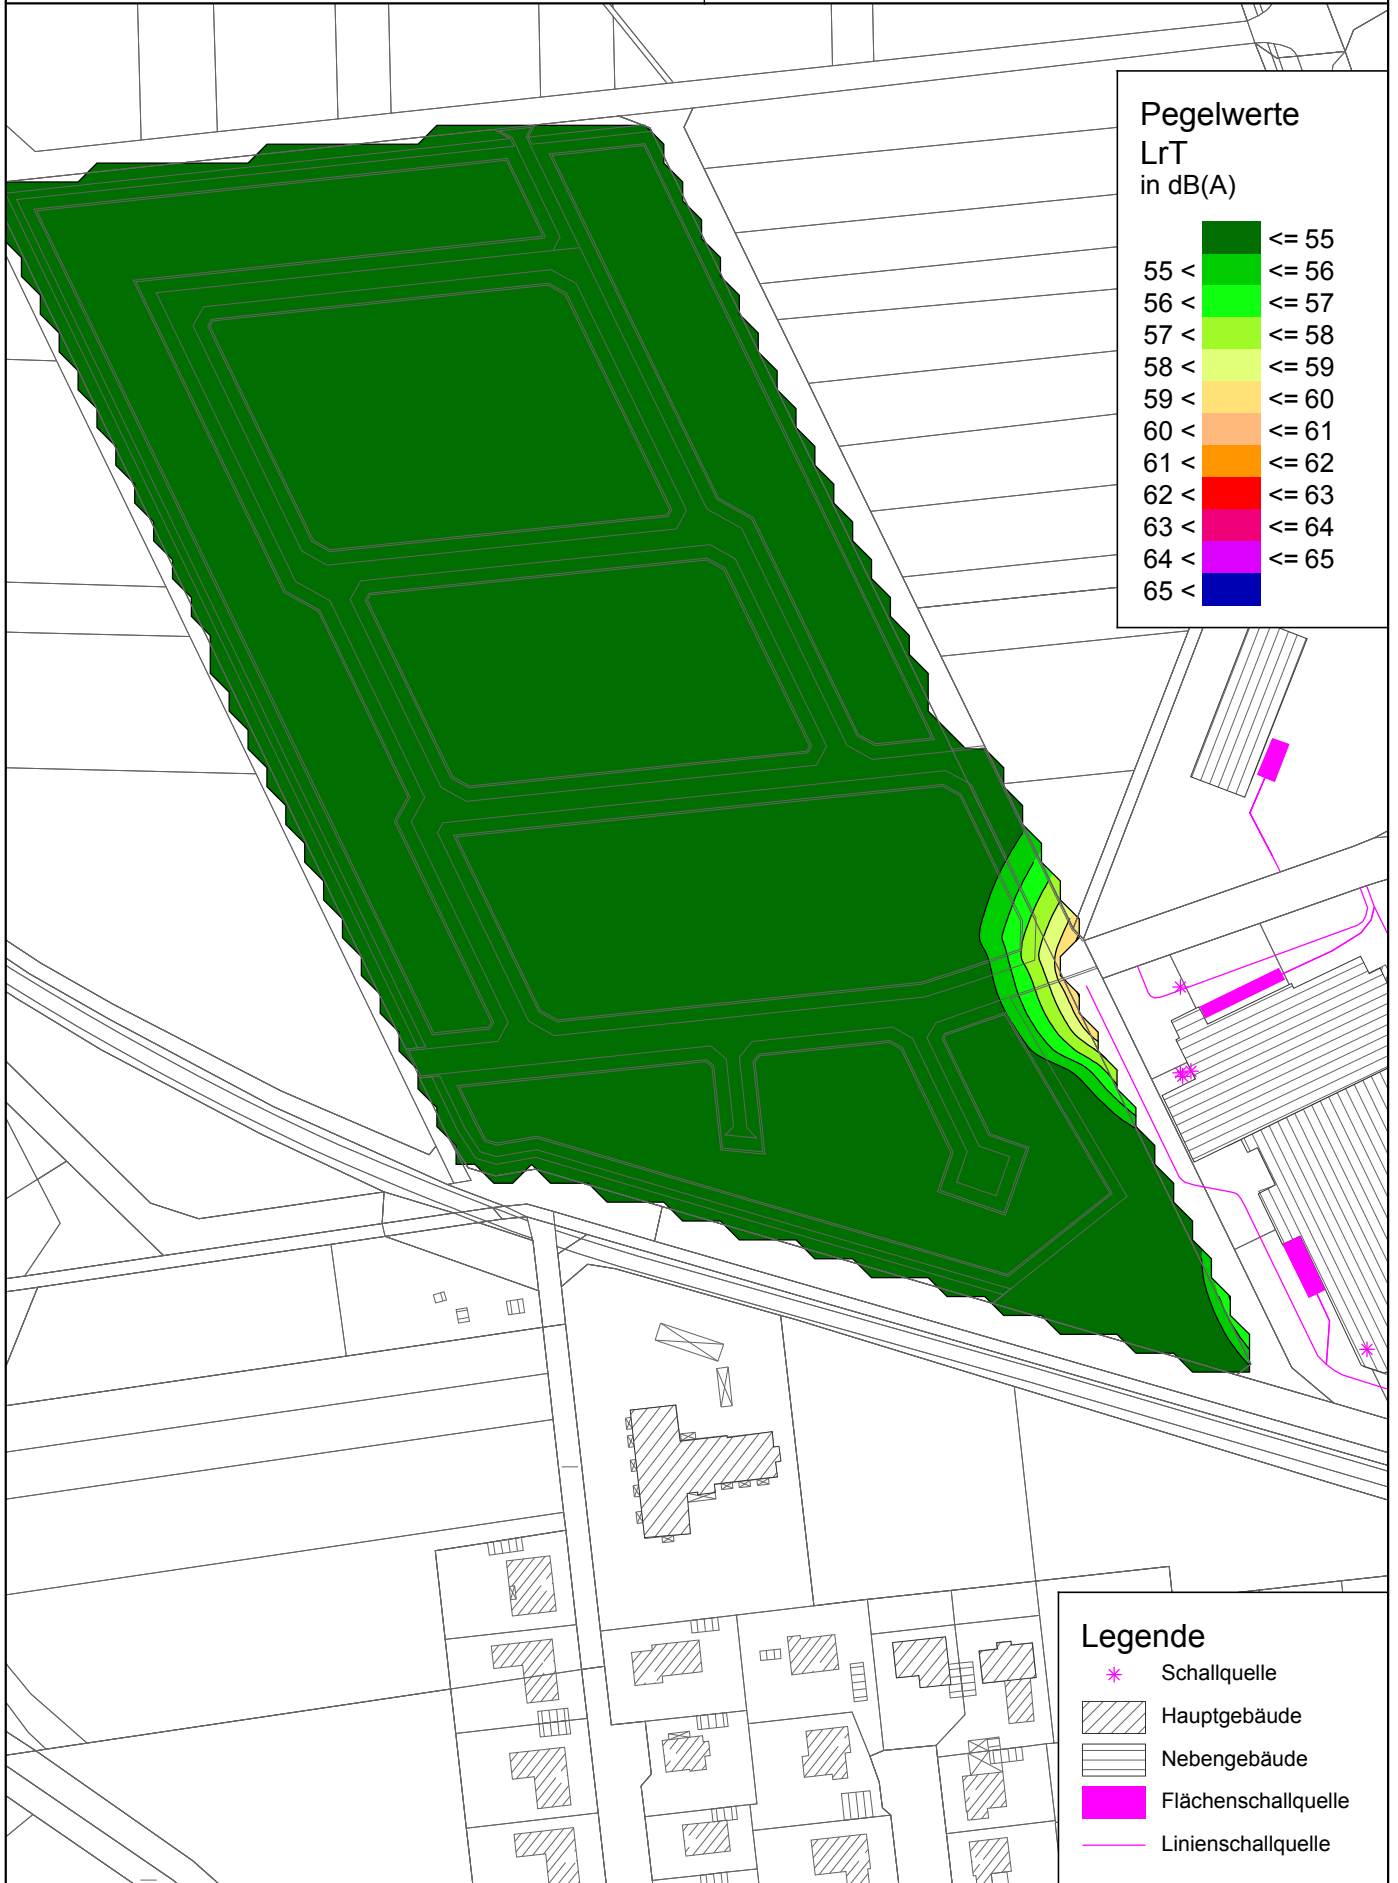 Pegelwerte
LrT
in dB(A)
<= 55
55 < <= 56
56 < <= 57
57 < <= 58
58 < <= 59
59 < <= 60
60 < <= 61
61 < <= 62
62 < <= 63
63 < <= 64
64 < <= 65
65 <
Legende
Schallquelle
Hauptgebäude
Nebengebäude
Flächenschallquelle
Linienschallquelle